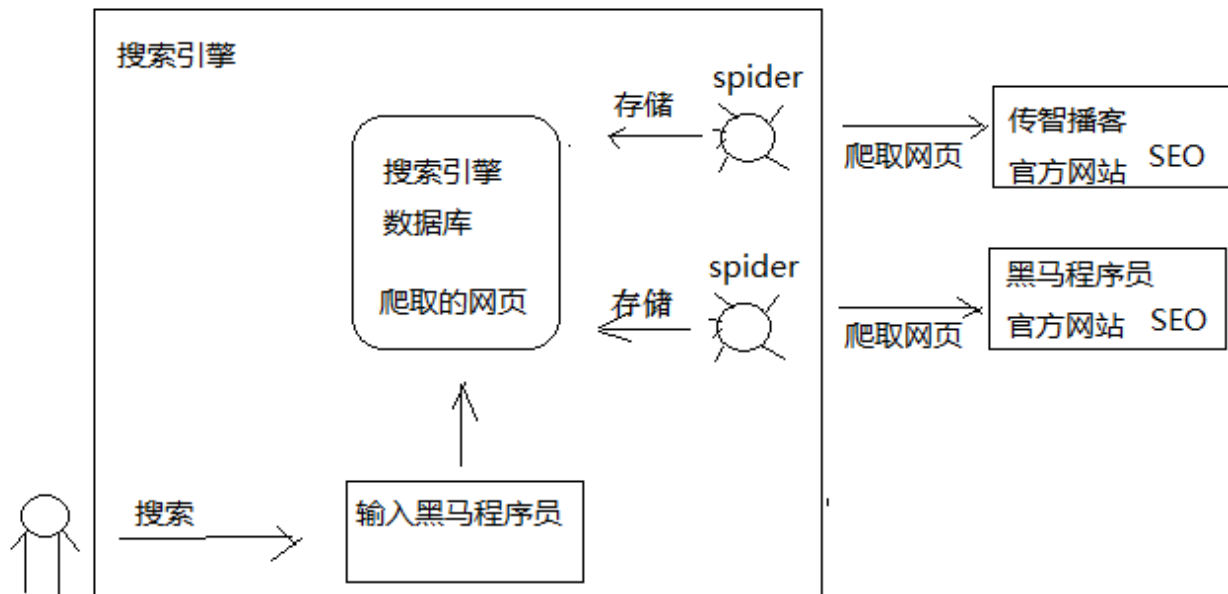 搜索引擎
spider
存储
爬取网页
传智播客
官方网站 SEO
搜索引擎
数据库
爬取的网页
spider
存储
爬取网页
黑马程序员
官方网站 SEO
搜索
输入黑马程序员